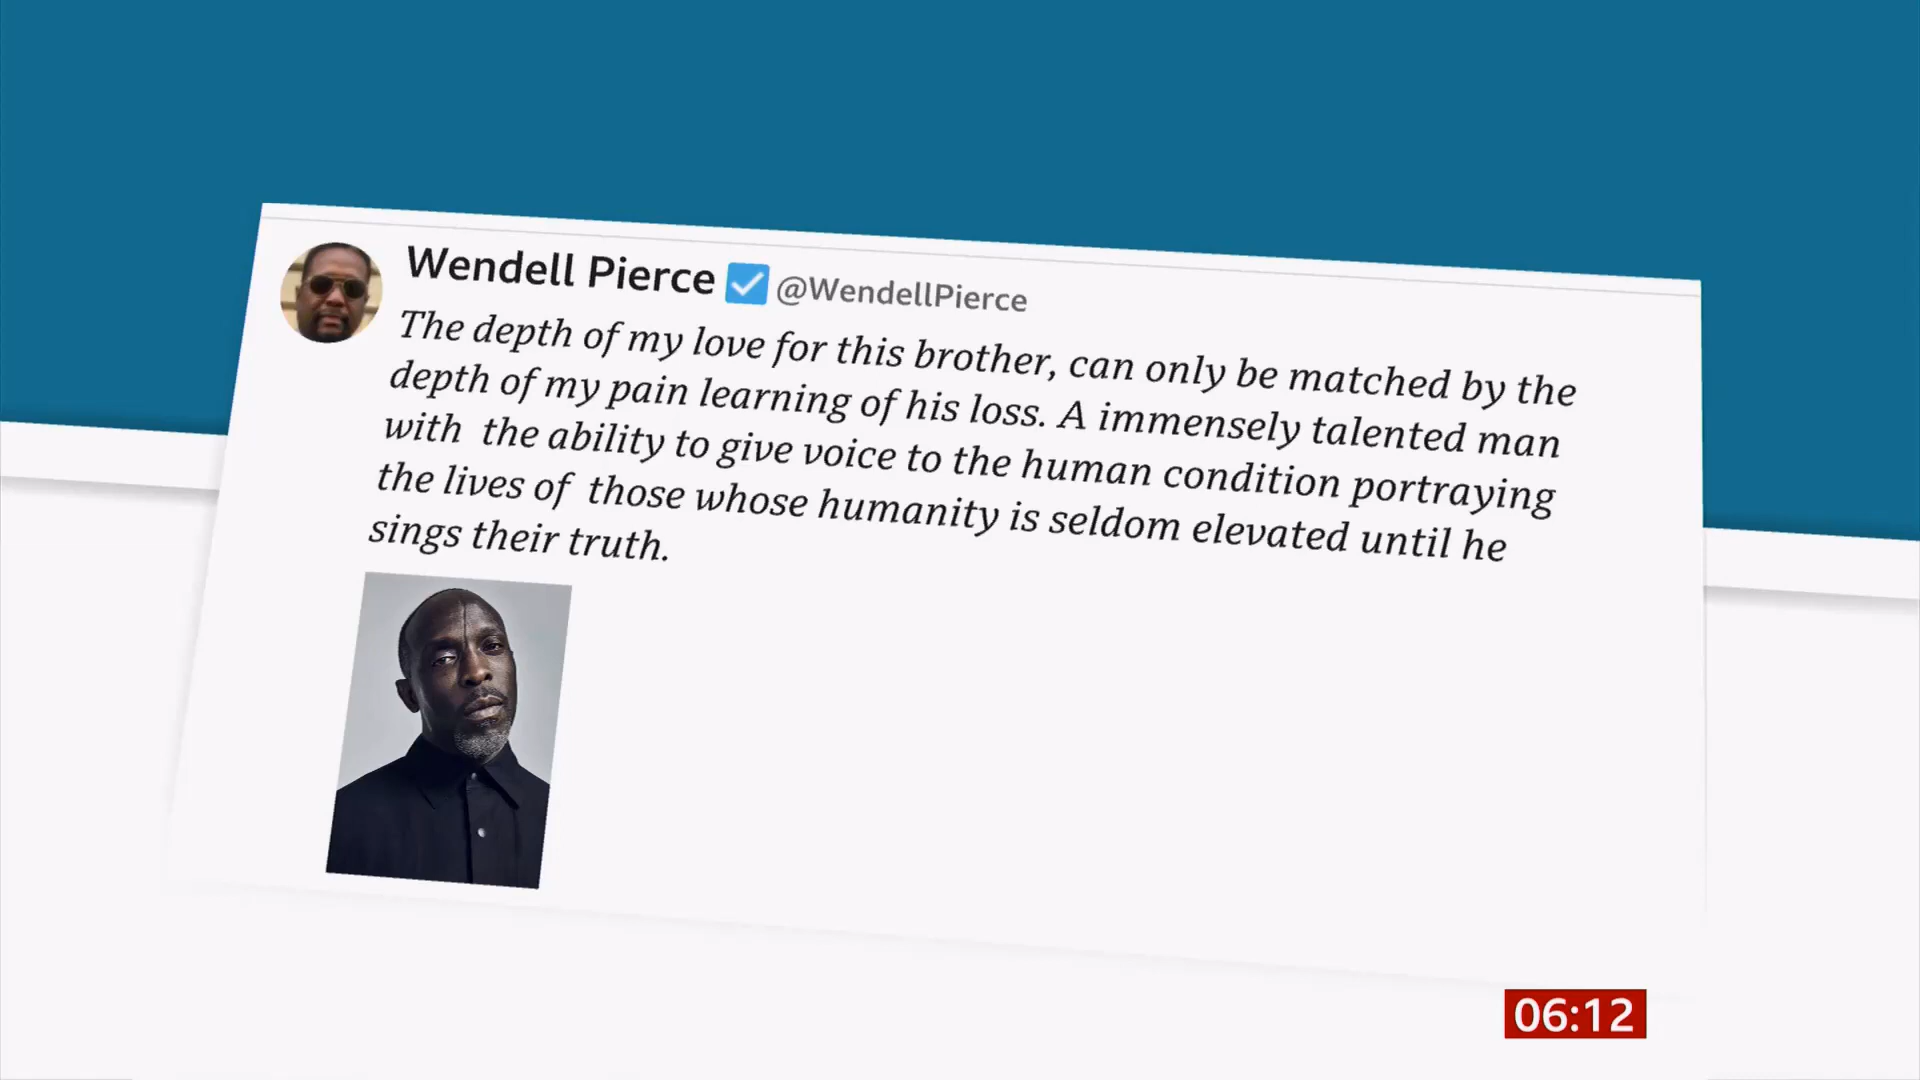 Wendell Pierce @WendellPierce
The depth of my love for this brother, can only be matched by the
depth of my pain learning of his loss. A immensely talented man
with the ability to give voice to the human condition portraying
the lives of those whose humanity is seldom elevated until he
sings their truth.
06:12